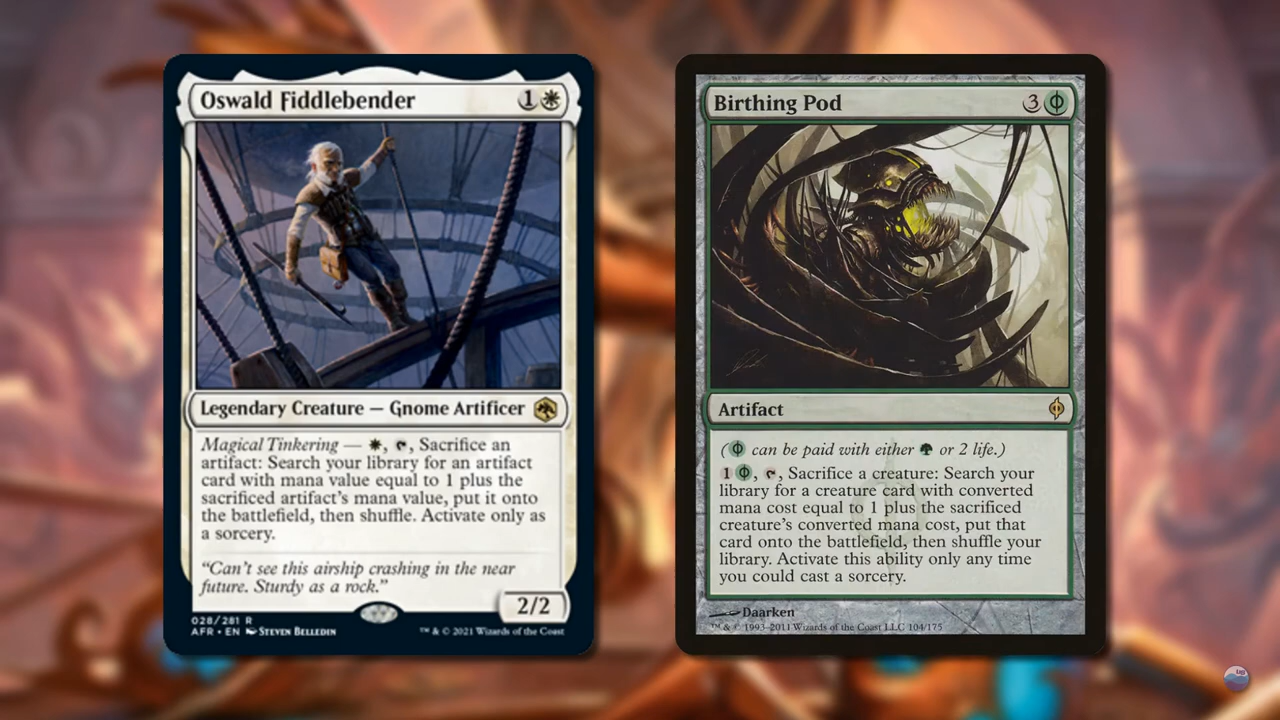 Oswald Fiddlebender 1
Legendary Creature — Gnome Artificer
Magical Tinkering — , , Sacrifice an
artifact: Search your library for an artifact
card with mana value equal to 1 plus the
sacrificed artifact's mana value, put it onto
the battlefield, then shuffle. Activate only as
a sorcery.
"Can't see this airship crashing in the near
future. Sturdy as a rock."
2/2
028/281 R
AFR • EN Steven Belledin
™ & © 2021 Wizards of the Coast
Birthing Pod 3
Artifact
( can be paid with either or 2 life.)
1 , , Sacrifice a creature: Search your
library for a creature card with converted
mana cost equal to 1 plus the sacrificed
creature's converted mana cost, put that
card onto the battlefield, then shuffle your
library. Activate this ability only any time
you could cast a sorcery.
Daarken
™ & © 1993–2011 Wizards of the Coast LLC 104/175